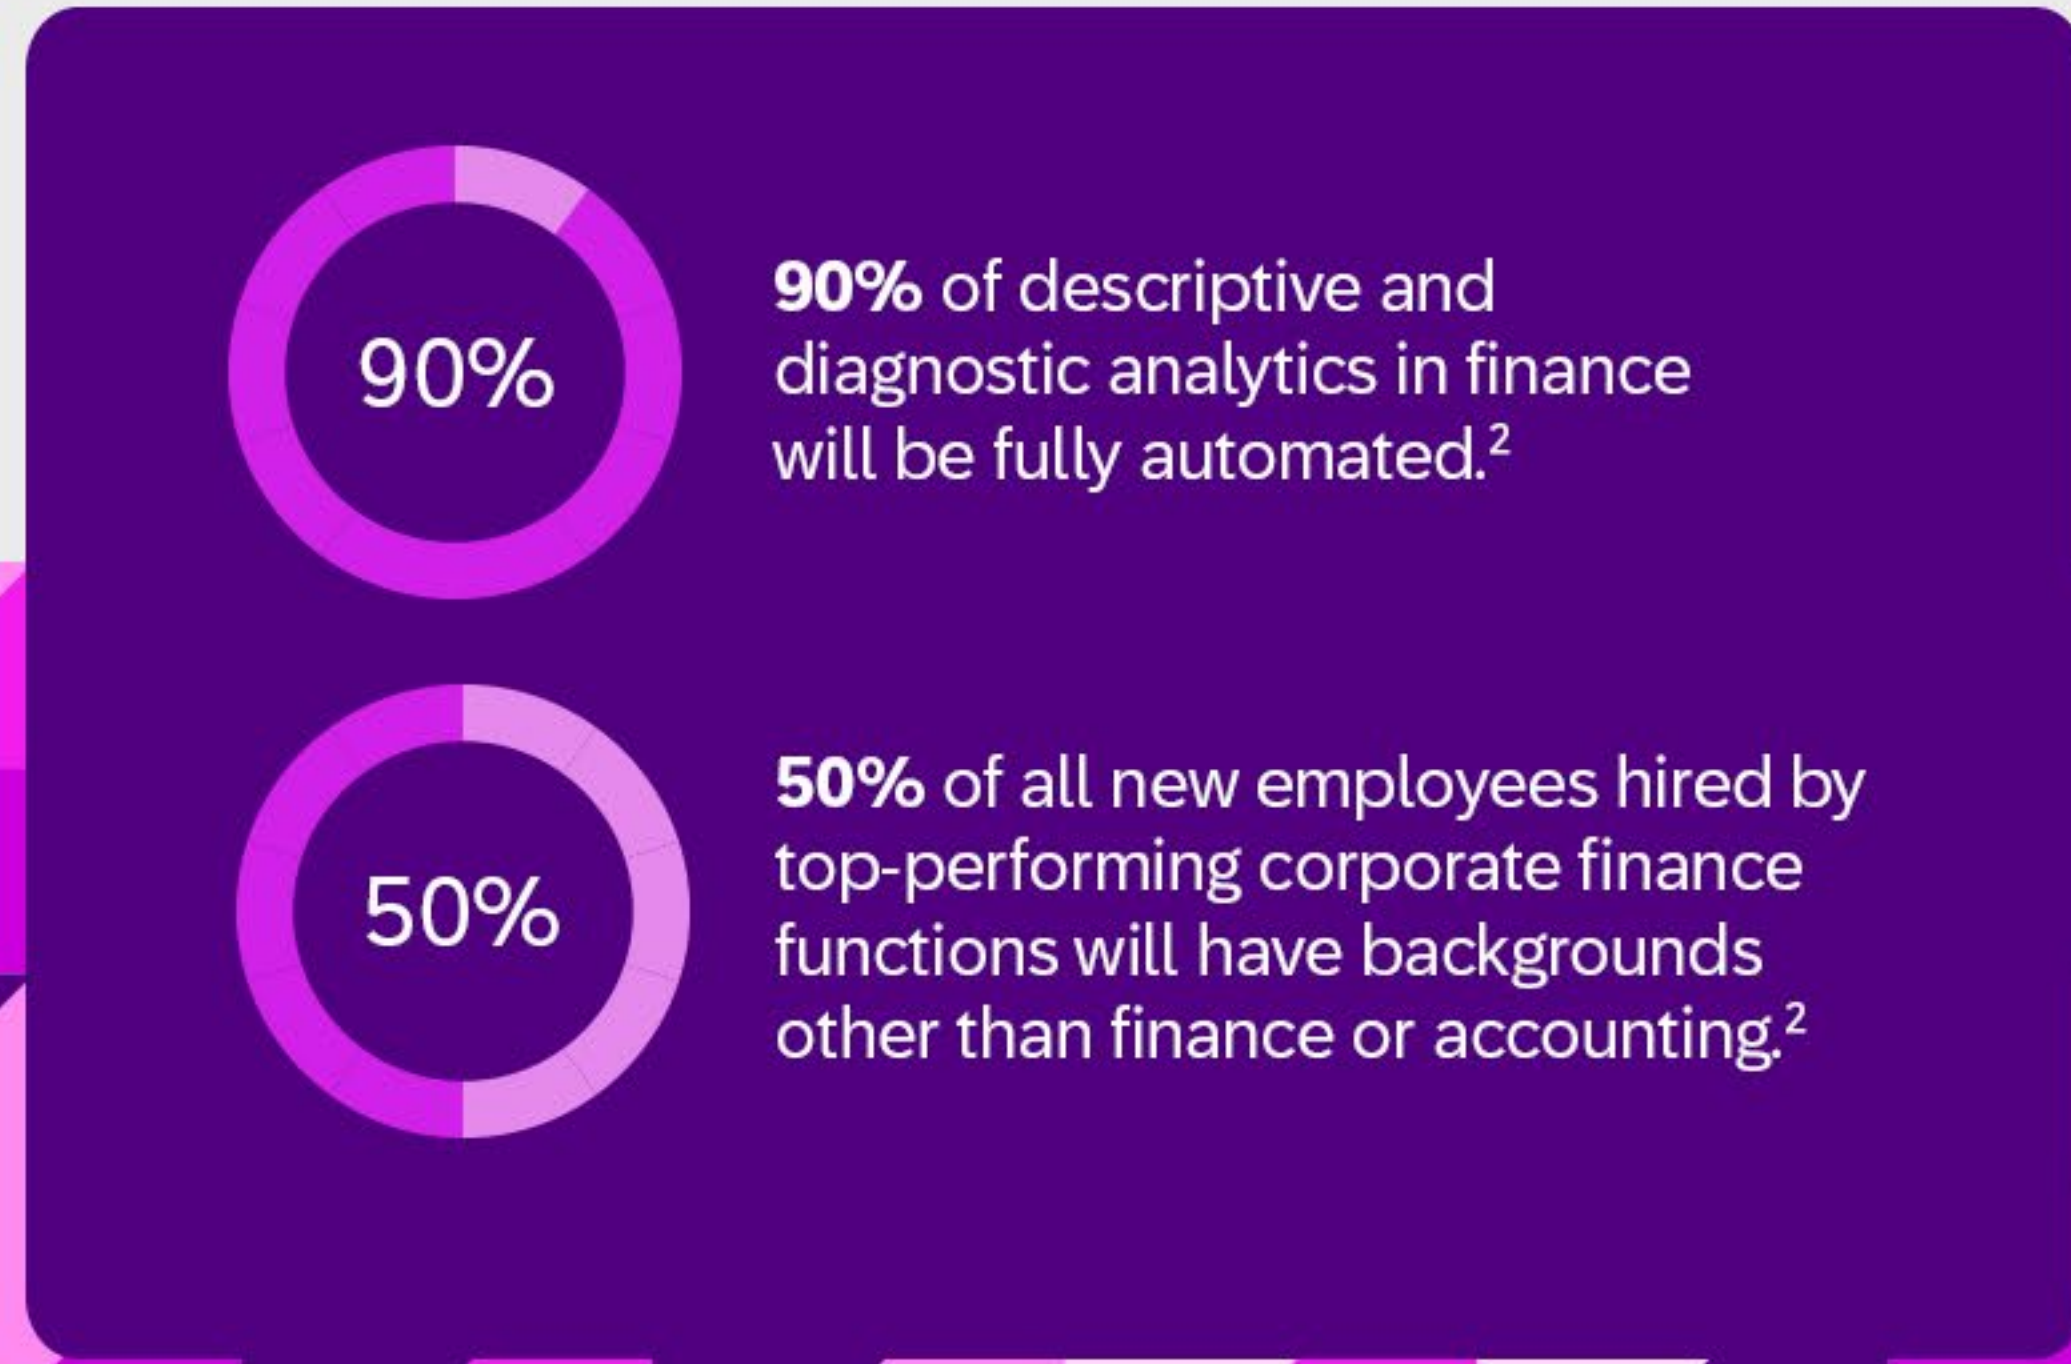 90%
90% of descriptive and
diagnostic analytics in finance
will be fully automated.²
50%
50% of all new employees hired by
top-performing corporate finance
functions will have backgrounds
other than finance or accounting.²